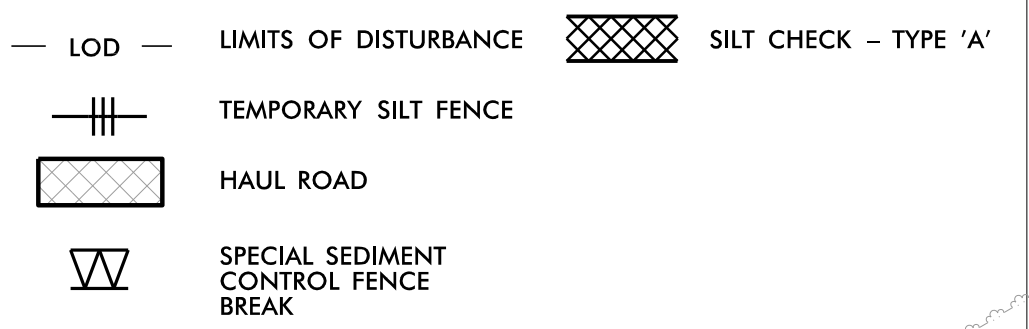 — LOD — LIMITS OF DISTURBANCE
SILT CHECK – TYPE 'A'
TEMPORARY SILT FENCE
HAUL ROAD
SPECIAL SEDIMENT
CONTROL FENCE
BREAK